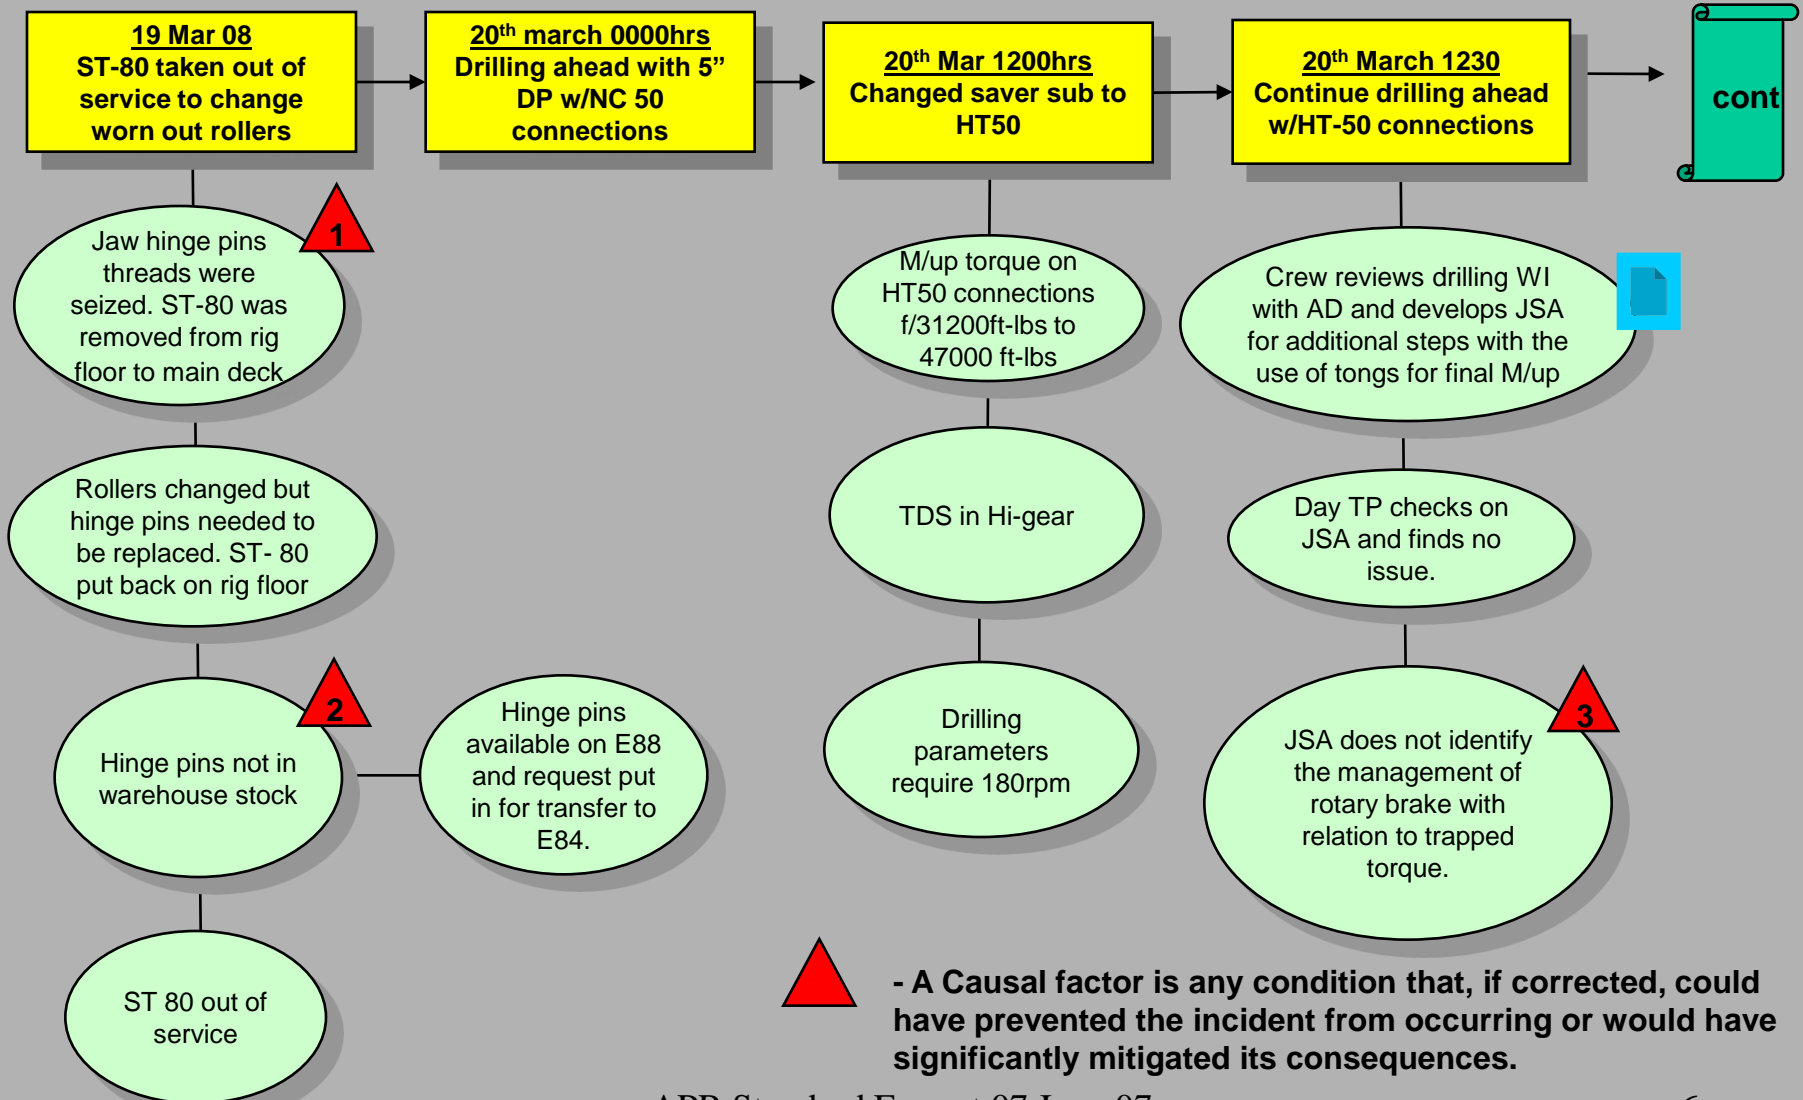 19 Mar 08
ST-80 taken out of
service to change
worn out rollers
20th march 0000hrs
Drilling ahead with 5”
DP w/NC 50
connections
20th Mar 1200hrs
Changed saver sub to
HT50
20th March 1230
Continue drilling ahead
w/HT-50 connections
cont
1
Jaw hinge pins
threads were
seized. ST-80 was
removed from rig
floor to main deck
Rollers changed but
hinge pins needed to
be replaced. ST- 80
put back on rig floor
2
Hinge pins not in
warehouse stock
Hinge pins
available on E88
and request put
in for transfer to
E84.
ST 80 out of
service
M/up torque on
HT50 connections
f/31200ft-lbs to
47000 ft-lbs
TDS in Hi-gear
Drilling
parameters
require 180rpm
Crew reviews drilling WI
with AD and develops JSA
for additional steps with the
use of tongs for final M/up
Day TP checks on
JSA and finds no
issue.
3
JSA does not identify
the management of
rotary brake with
relation to trapped
torque.
- A Causal factor is any condition that, if corrected, could
have prevented the incident from occurring or would have
significantly mitigated its consequences.